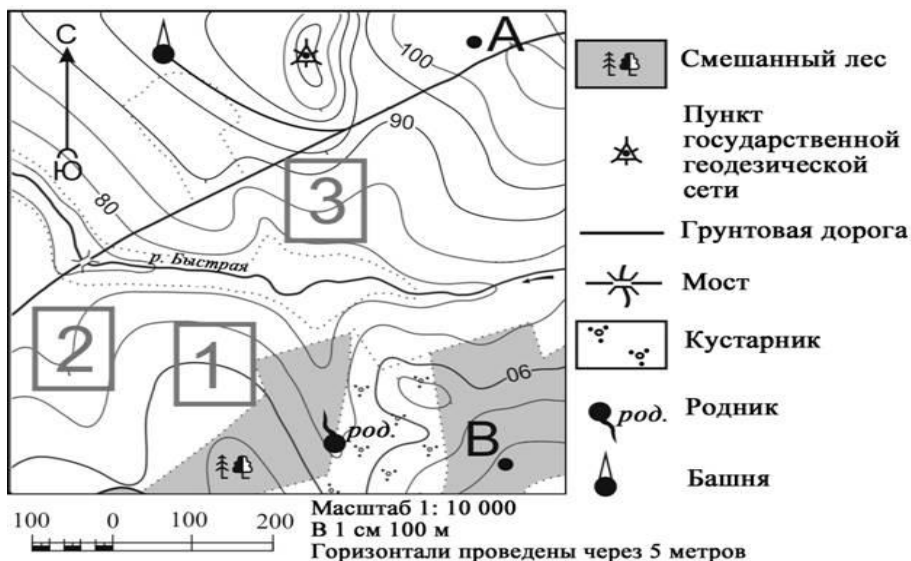 С
Ю
А
100
90
80
3
р. Быстрая
2
1
90
род.
В
Смешанный лес
Пункт
государственной
геодезической
сети
Грунтовая дорога
Мост
Кустарник
род.
Родник
Башня
100 0 100 200
Масштаб 1: 10 000
В 1 см 100 м
Горизонтали проведены через 5 метров